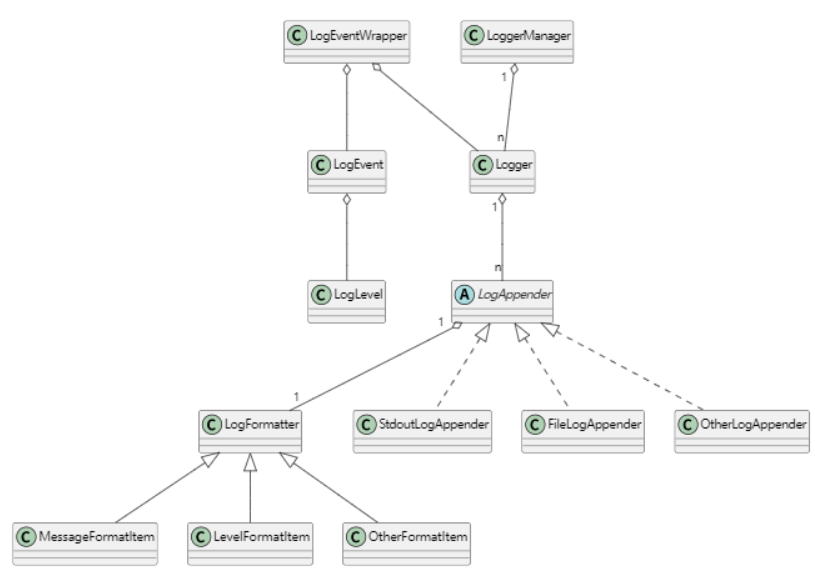 C LogEventWrapper
C LoggerManager
1
n
C LogEvent
C Logger
1
n
C LogLevel
A LogAppender
1
1
C LogFormatter
C StdoutLogAppender
C FileLogAppender
C OtherLogAppender
C MessageFormatItem
C LevelFormatItem
C OtherFormatItem